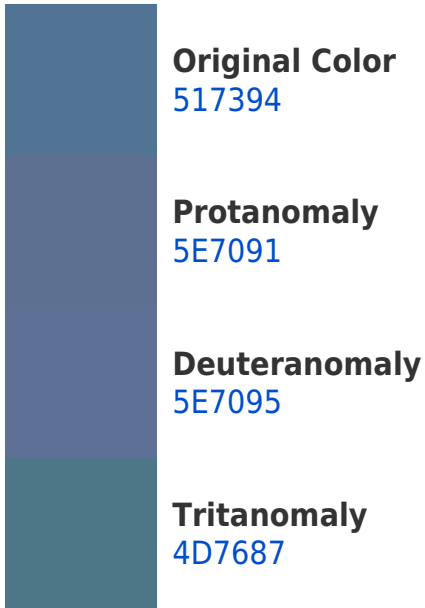 Original Color
517394
Protanomaly
5E7091
Deuteranomaly
5E7095
Tritanomaly
4D7687